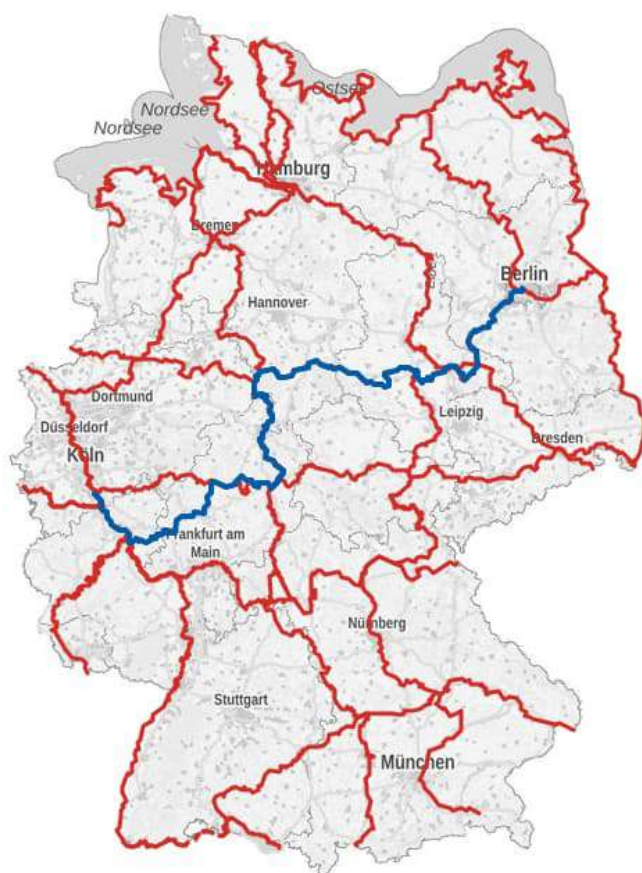 Ostsee
Nordsee
Nordsee
Hamburg
Bremen
Berlin
Hannover
Dortmund
Leipzig
Düsseldorf
Dresden
Köln
Frankfurt am
Main
Nürnberg
Stuttgart
München